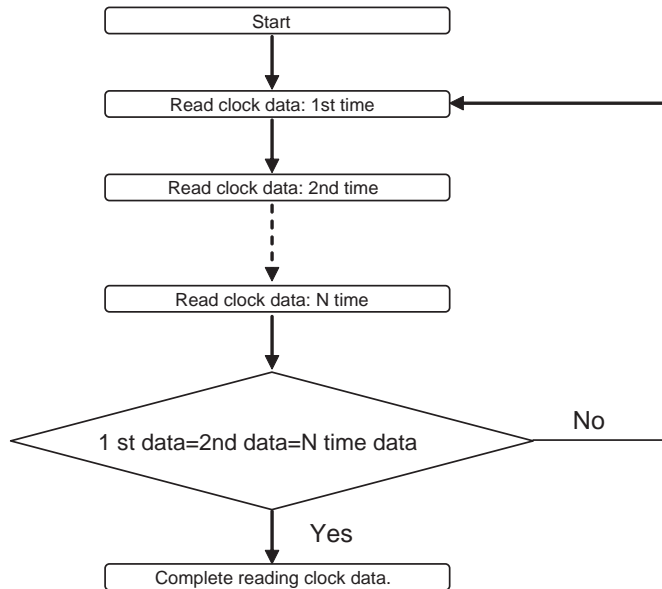 Start
Read clock data: 1st time
Read clock data: 2nd time
Read clock data: N time
1 st data=2nd data=N time data
No
Yes
Complete reading clock data.